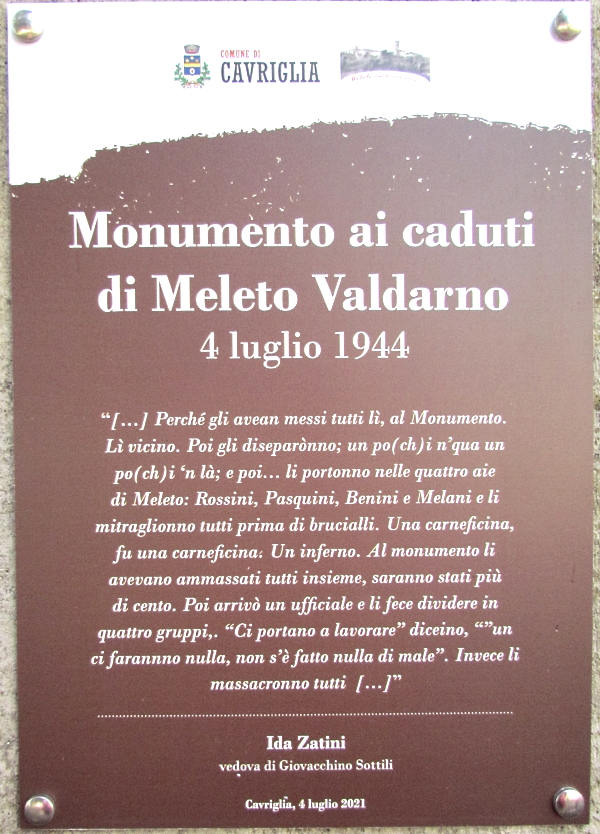 COMUNE DI
CAVRIGLIA
Monumento ai caduti
di Meleto Valdarno
4 luglio 1944
“[...] Perché gli avean messi tutti lì, al Monumento.
Lì vicino. Poi gli diseparònno; un po(ch)i n’qua un
po(ch)i ‘n là; e poi... li portonno nelle quattro aie
di Meleto: Rossini, Pasquini, Benini e Melani e li
mitraglionno tutti prima di brucialli. Una carneficina,
fu una carneficina. Un inferno. Al monumento li
avevano ammassati tutti insieme, saranno stati più
di cento. Poi arrivò un ufficiale e li fece dividere in
quattro gruppi,. “Ci portano a lavorare” diceino, “”un
ci farannno nulla, non s’è fatto nulla di male”. Invece li
massacronno tutti [...]”
Ida Zatini
vedova di Giovacchino Sottili
Cavriglia, 4 luglio 2021